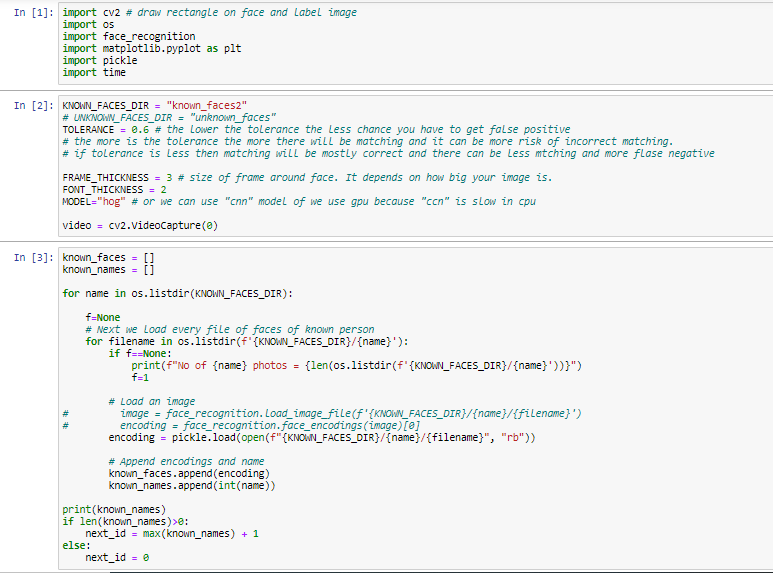 In [1]: import cv2 # draw rectangle on face and label image
import os
import face_recognition
import matplotlib.pyplot as plt
import pickle
import time
In [2]: KNOWN_FACES_DIR = "known_faces2"
# UNKNOWN_FACES_DIR = "unknown_faces"
TOLERANCE = 0.6 # the lower the tolerance the less chance you have to get false positive
# the more is the tolerance the more there will be matching and it can be more risk of incorrect matching.
# if tolerance is less then matching will be mostly correct and there can be less mtching and more flase negative
FRAME_THICKNESS = 3 # size of frame around face. It depends on how big your image is.
FONT_THICKNESS = 2
MODEL="hog" # or we can use "cnn" model of we use gpu because "ccn" is slow in cpu
video = cv2.VideoCapture(0)
In [3]: known_faces = []
known_names = []
for name in os.listdir(KNOWN_FACES_DIR):
f=None
# Next we load every file of faces of known person
for filename in os.listdir(f'{KNOWN_FACES_DIR}/{name}'):
if f==None:
print(f"No of {name} photos = {len(os.listdir(f'{KNOWN_FACES_DIR}/{name}'))}")
f=1
# Load an image
# image = face_recognition.load_image_file(f'{KNOWN_FACES_DIR}/{name}/{filename}')
# encoding = face_recognition.face_encodings(image)[0]
encoding = pickle.load(open(f"{KNOWN_FACES_DIR}/{name}/{filename}", "rb"))
# Append encodings and name
known_faces.append(encoding)
known_names.append(int(name))
print(known_names)
if len(known_names)>0:
next_id = max(known_names) + 1
else:
next_id = 0